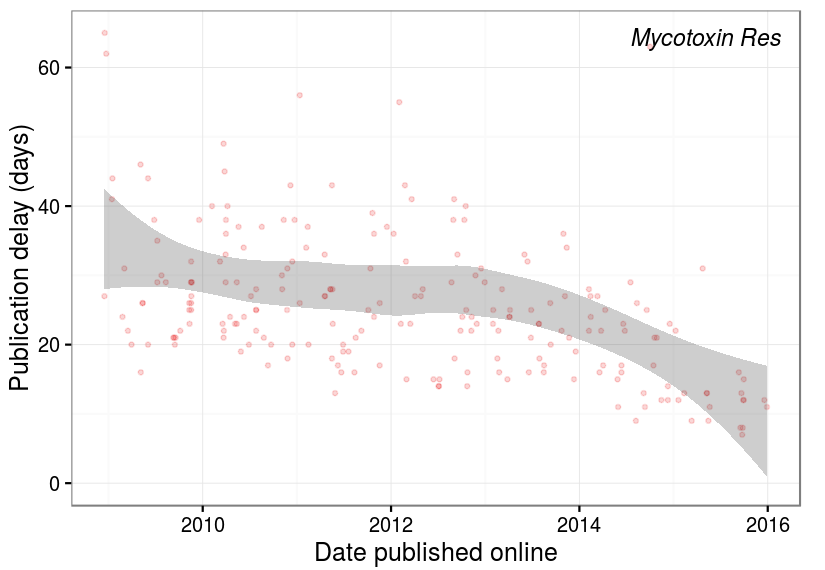 Mycotoxin Res
Publication delay (days)
60
40
20
0
2010 2012 2014 2016
Date published online